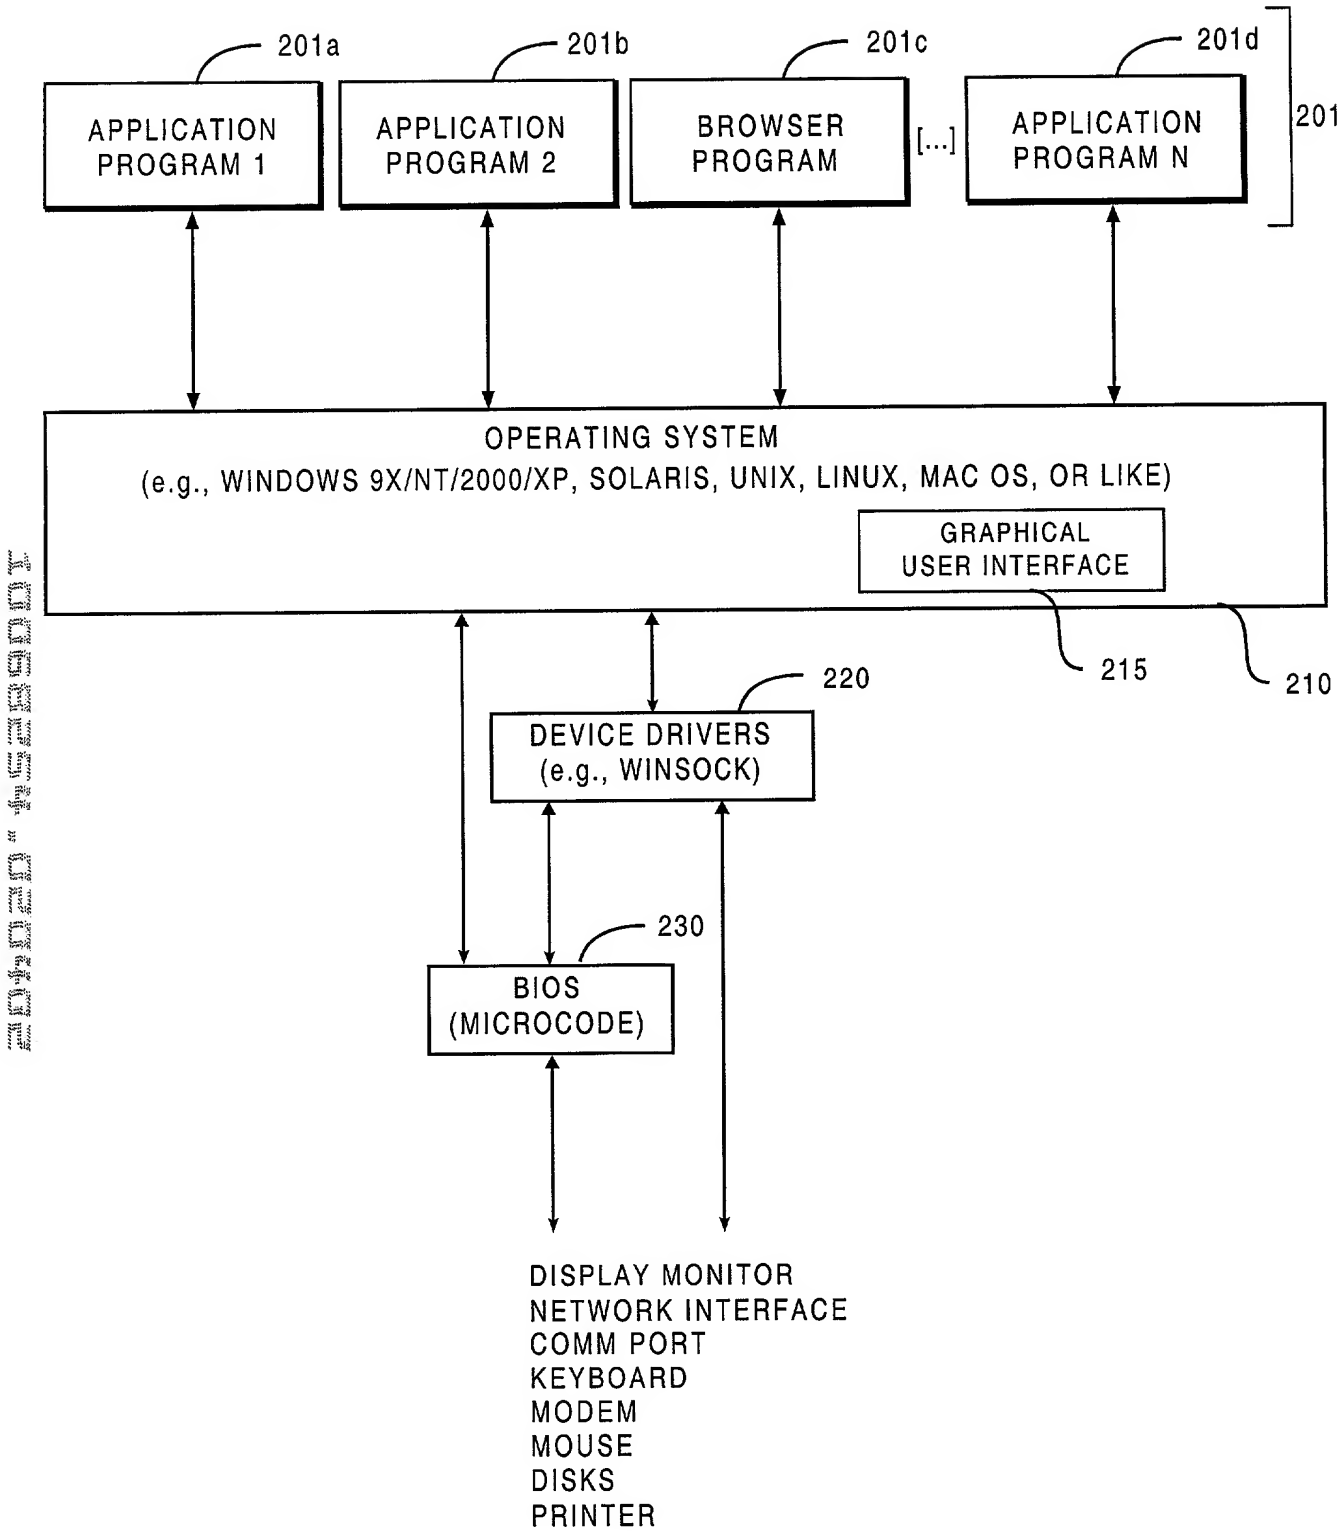 201a
201b
201c
201d
201
APPLICATION
PROGRAM 1
APPLICATION
PROGRAM 2
BROWSER
PROGRAM
[...]
APPLICATION
PROGRAM N
OPERATING SYSTEM
(e.g., WINDOWS 9X/NT/2000/XP, SOLARIS, UNIX, LINUX, MAC OS, OR LIKE)
GRAPHICAL
USER INTERFACE
215
210
220
DEVICE DRIVERS
(e.g., WINSOCK)
230
BIOS
(MICROCODE)
DISPLAY MONITOR
NETWORK INTERFACE
COMM PORT
KEYBOARD
MODEM
MOUSE
DISKS
PRINTER
10068254 .020402